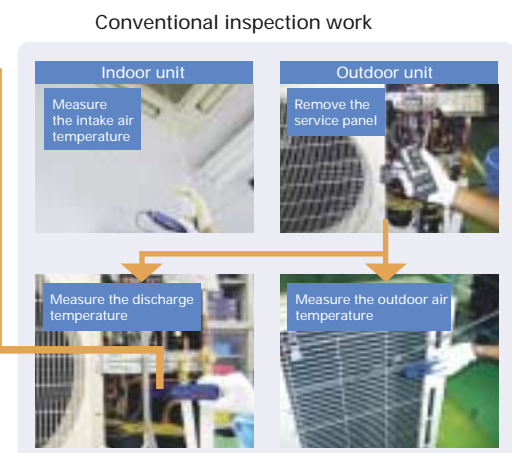 Conventional inspection work
Indoor unit
Outdoor unit
Measure
the intake air
temperature
Remove the
service panel
Measure the discharge
temperature
Measure the outdoor air
temperature